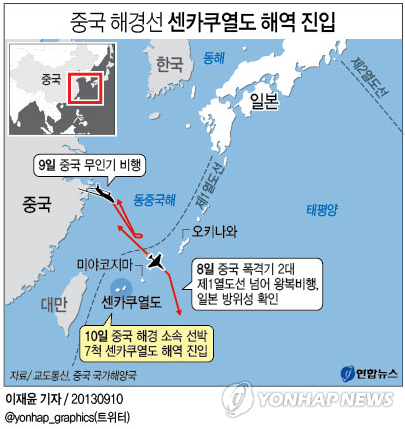 중국 해경선 센카쿠열도 해역 진입
중국
한국
동해
일본
제2열도선
9일 중국 무인기 비행
중국
동중국해
제1열도선
태평양
오키나와
미야코지마
8일 중국 폭격기 2대
제1열도선 넘어 왕복비행,
일본 방위성 확인
대만
센카쿠열도
10일 중국 해경 소속 선박
7척 센카쿠열도 해역 진입
자료/교도통신, 중국 국가해양국
연합뉴스
이재윤 기자 / 20130910
@yonhap_graphics(트위터)
YONHAP NEWS